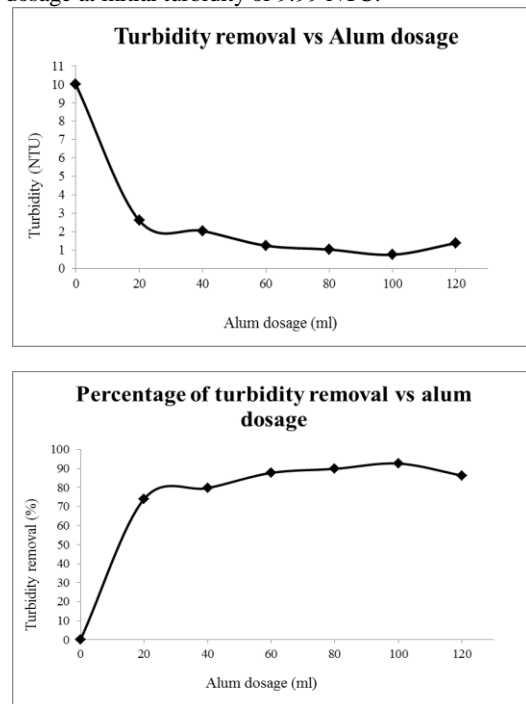 dosage at initial turbidity of 9.99 NTU.
Turbidity removal vs Alum dosage
Turbidity (NTU)
11
10
9
8
7
6
5
4
3
2
1
0
0 20 40 60 80 100 120
Alum dosage (ml)
Percentage of turbidity removal vs alum
dosage
Turbidity removal (%)
100
90
80
70
60
50
40
30
20
10
0
0 20 40 60 80 100 120
Alum dosage (ml)